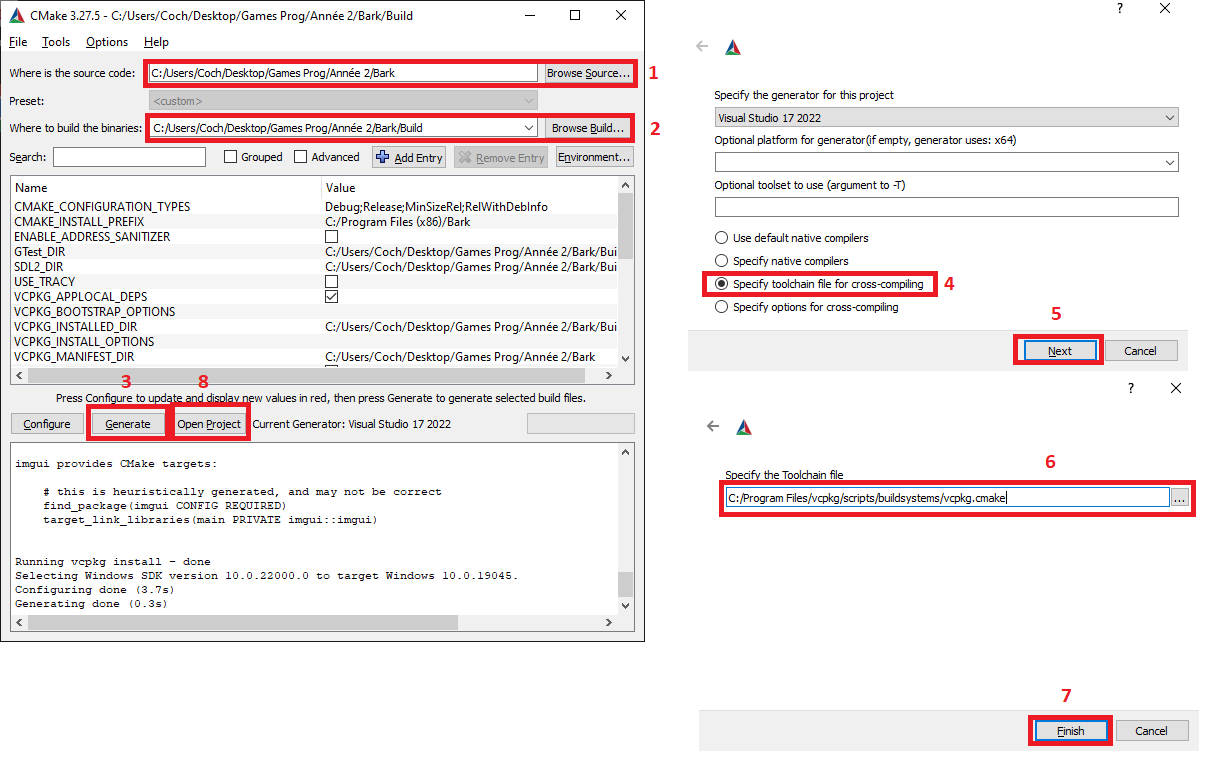 CMake 3.27.5 - C:/Users/Coch/Desktop/Games Prog/Année 2/Bark/Build
File Tools Options Help
Where is the source code: C:/Users/Coch/Desktop/Games Prog/Année 2/Bark Browse Source... 1
Preset: <custom>
Where to build the binaries: C:/Users/Coch/Desktop/Games Prog/Année 2/Bark/Build Browse Build... 2
Search: Grouped Advanced Add Entry Remove Entry Environment...
Name Value
CMAKE_CONFIGURATION_TYPES Debug;Release;MinSizeRel;RelWithDebInfo
CMAKE_INSTALL_PREFIX C:/Program Files (x86)/Bark
ENABLE_ADDRESS_SANITIZER
GTest_DIR C:/Users/Coch/Desktop/Games Prog/Année 2/Bark/Bui
SDL2_DIR C:/Users/Coch/Desktop/Games Prog/Année 2/Bark/Bui
USE_TRACY
VCPKG_APPLOCAL_DEPS
VCPKG_BOOTSTRAP_OPTIONS
VCPKG_INSTALLED_DIR C:/Users/Coch/Desktop/Games Prog/Année 2/Bark/Bui
VCPKG_INSTALL_OPTIONS
VCPKG_MANIFEST_DIR C:/Users/Coch/Desktop/Games Prog/Année 2/Bark
3 8
Press Configure to update and display new values in red, then press Generate to generate selected build files.
Configure Generate Open Project Current Generator: Visual Studio 17 2022
imgui provides CMake targets:
# this is heuristically generated, and may not be correct
find_package(imgui CONFIG REQUIRED)
target_link_libraries(main PRIVATE imgui::imgui)
Running vcpkg install - done
Selecting Windows SDK version 10.0.22000.0 to target Windows 10.0.19045.
Configuring done (3.7s)
Generating done (0.3s)
?
Specify the generator for this project
Visual Studio 17 2022
Optional platform for generator(if empty, generator uses: x64)
Optional toolset to use (argument to -T)
Use default native compilers
Specify native compilers
Specify toolchain file for cross-compiling 4
Specify options for cross-compiling
5
Next Cancel
?
6
Specify the Toolchain file
C:/Program Files/vcpkg/scripts/buildsystems/vcpkg.cmake ...
7
Finish Cancel